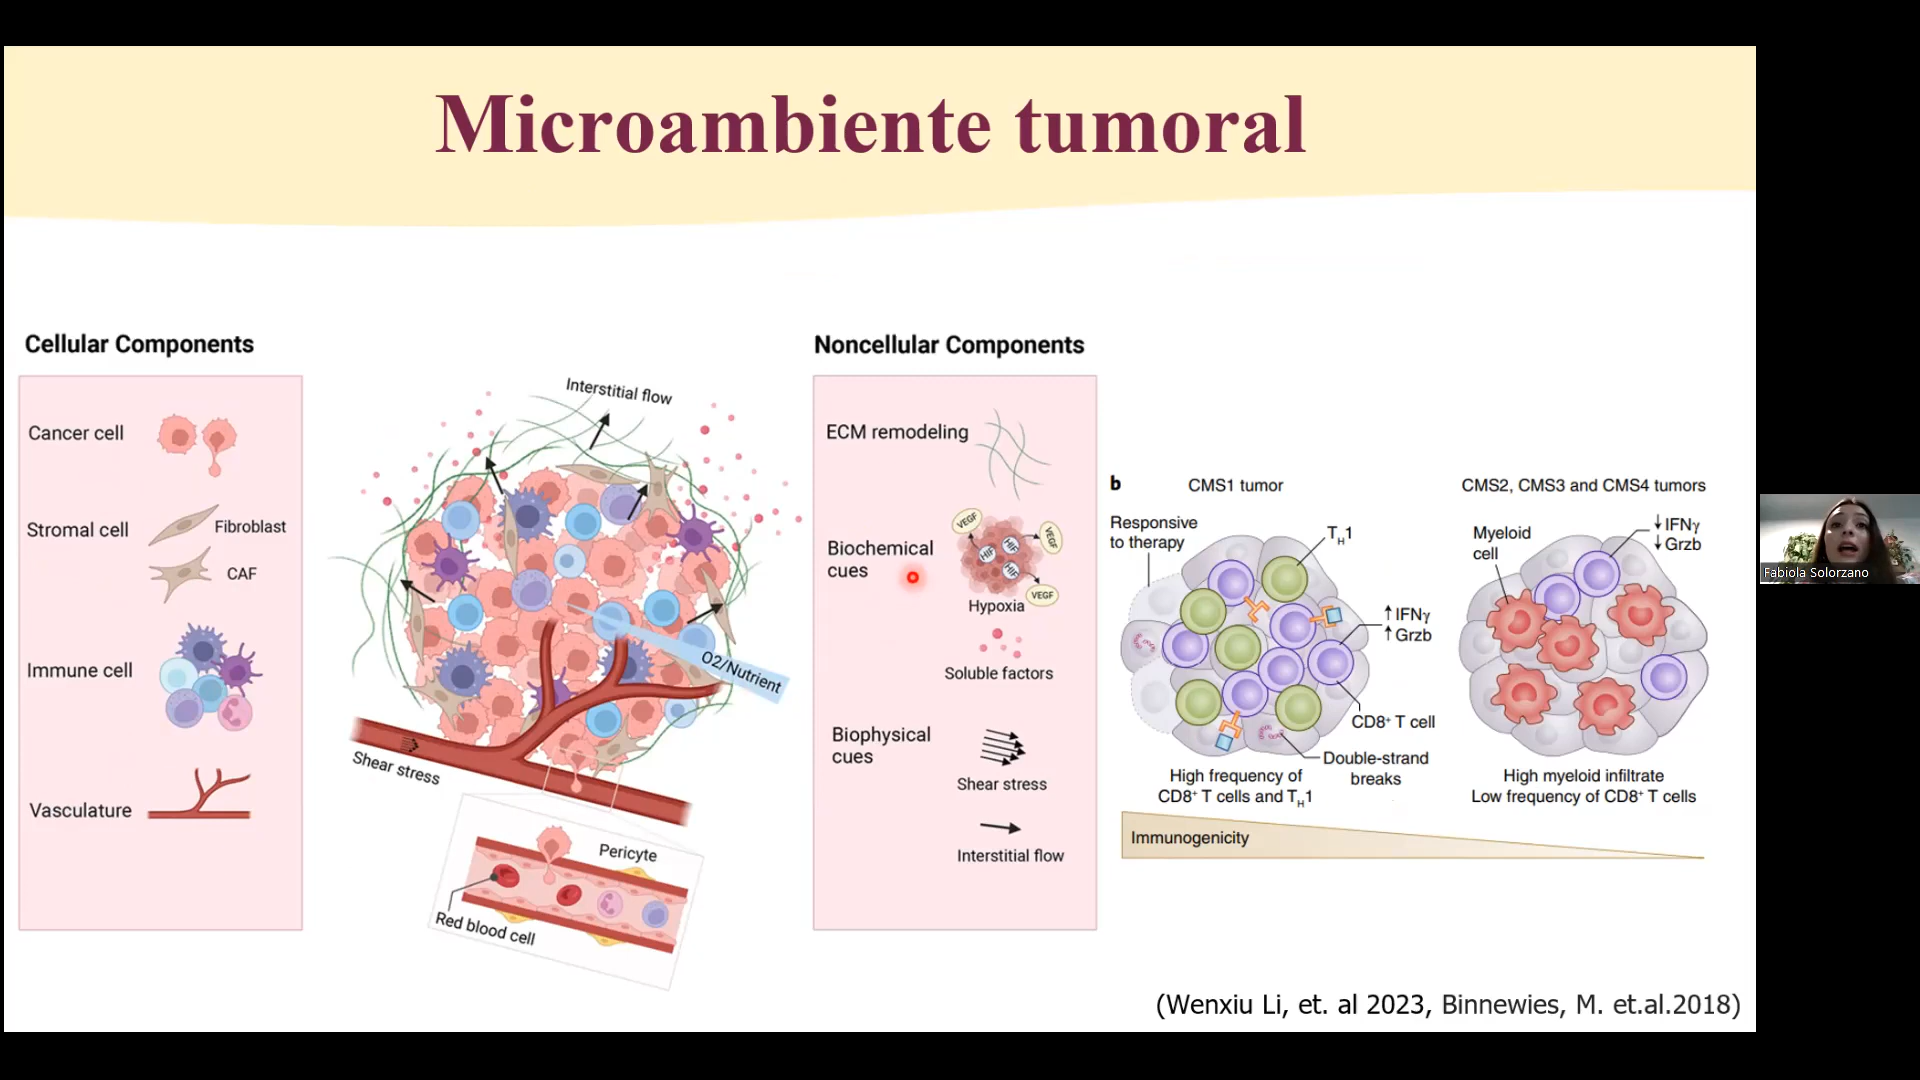 Microambiente tumoral
Cellular Components
Cancer cell
Stromal cell
Fibroblast
CAF
Immune cell
Vasculature
Interstitial flow
O2/Nutrient
Shear stress
Pericyte
Red blood cell
Noncellular Components
ECM remodeling
Biochemical
cues
VEGF
VEGF
HIF
HIF
HIF
VEGF
Hypoxia
Soluble factors
Biophysical
cues
Shear stress
Interstitial flow
b
CMS1 tumor
Responsive
to therapy
TH1
↑ IFNγ
↑ Grzb
CD8+ T cell
Double-strand
breaks
High frequency of
CD8+ T cells and TH1
CMS2, CMS3 and CMS4 tumors
Myeloid
cell
↓ IFNγ
↓ Grzb
High myeloid infiltrate
Low frequency of CD8+ T cells
Immunogenicity
(Wenxiu Li, et. al 2023, Binnewies, M. et.al.2018)
Fabiola Solorzano